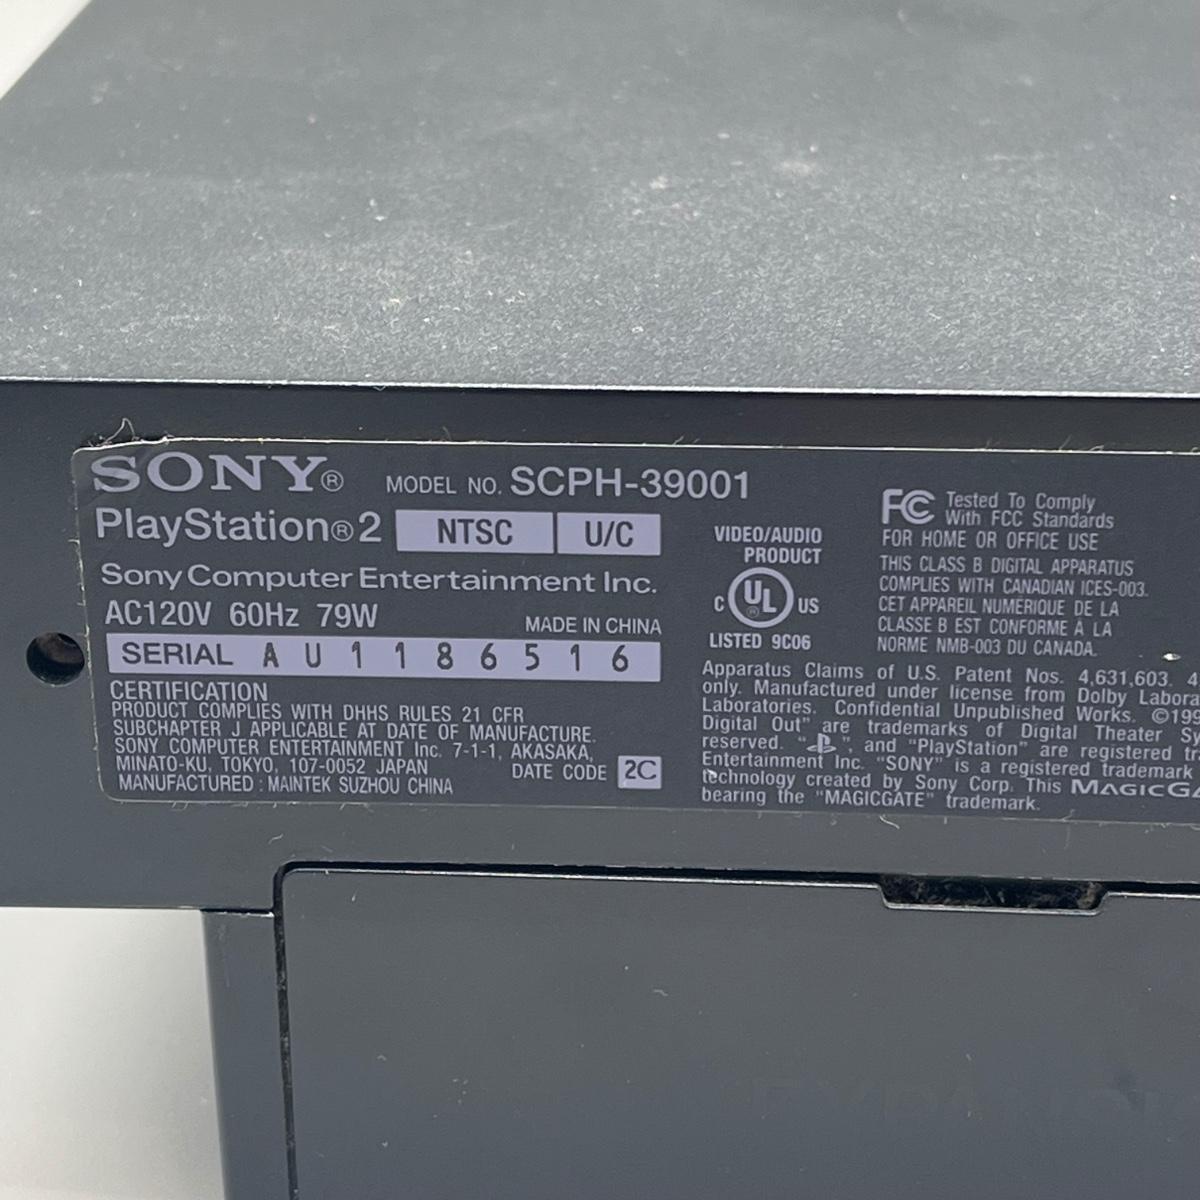 SONY® MODEL NO. SCPH-39001
PlayStation®2 NTSC U/C
Sony Computer Entertainment Inc.
AC120V 60Hz 79W MADE IN CHINA
SERIAL A U 1 1 8 6 5 1 6
CERTIFICATION
PRODUCT COMPLIES WITH DHHS RULES 21 CFR
SUBCHAPTER J APPLICABLE AT DATE OF MANUFACTURE.
SONY COMPUTER ENTERTAINMENT Inc. 7-1-1, AKASAKA,
MINATO-KU, TOKYO, 107-0052 JAPAN
DATE CODE 2C
MANUFACTURED : MAINTEK SUZHOU CHINA
VIDEO/AUDIO
PRODUCT
C UL ® US
LISTED 9C06
FC Tested To Comply
With FCC Standards
FOR HOME OR OFFICE USE
THIS CLASS B DIGITAL APPARATUS
COMPLIES WITH CANADIAN ICES-003.
CET APPAREIL NUMÉRIQUE DE LA
CLASSE B EST CONFORME À LA
NORME NMB-003 DU CANADA.
Apparatus Claims of U.S. Patent Nos. 4,631,603. 4
only. Manufactured under license from Dolby Labora
Laboratories. Confidential Unpublished Works. ©199
Digital Out" are trademarks of Digital Theater Sy
reserved. " ", and "PlayStation" are registered tr
Entertainment Inc. "SONY" is a registered trademark
technology created by Sony Corp. This MAGICGA
bearing the "MAGICGATE" trademark.